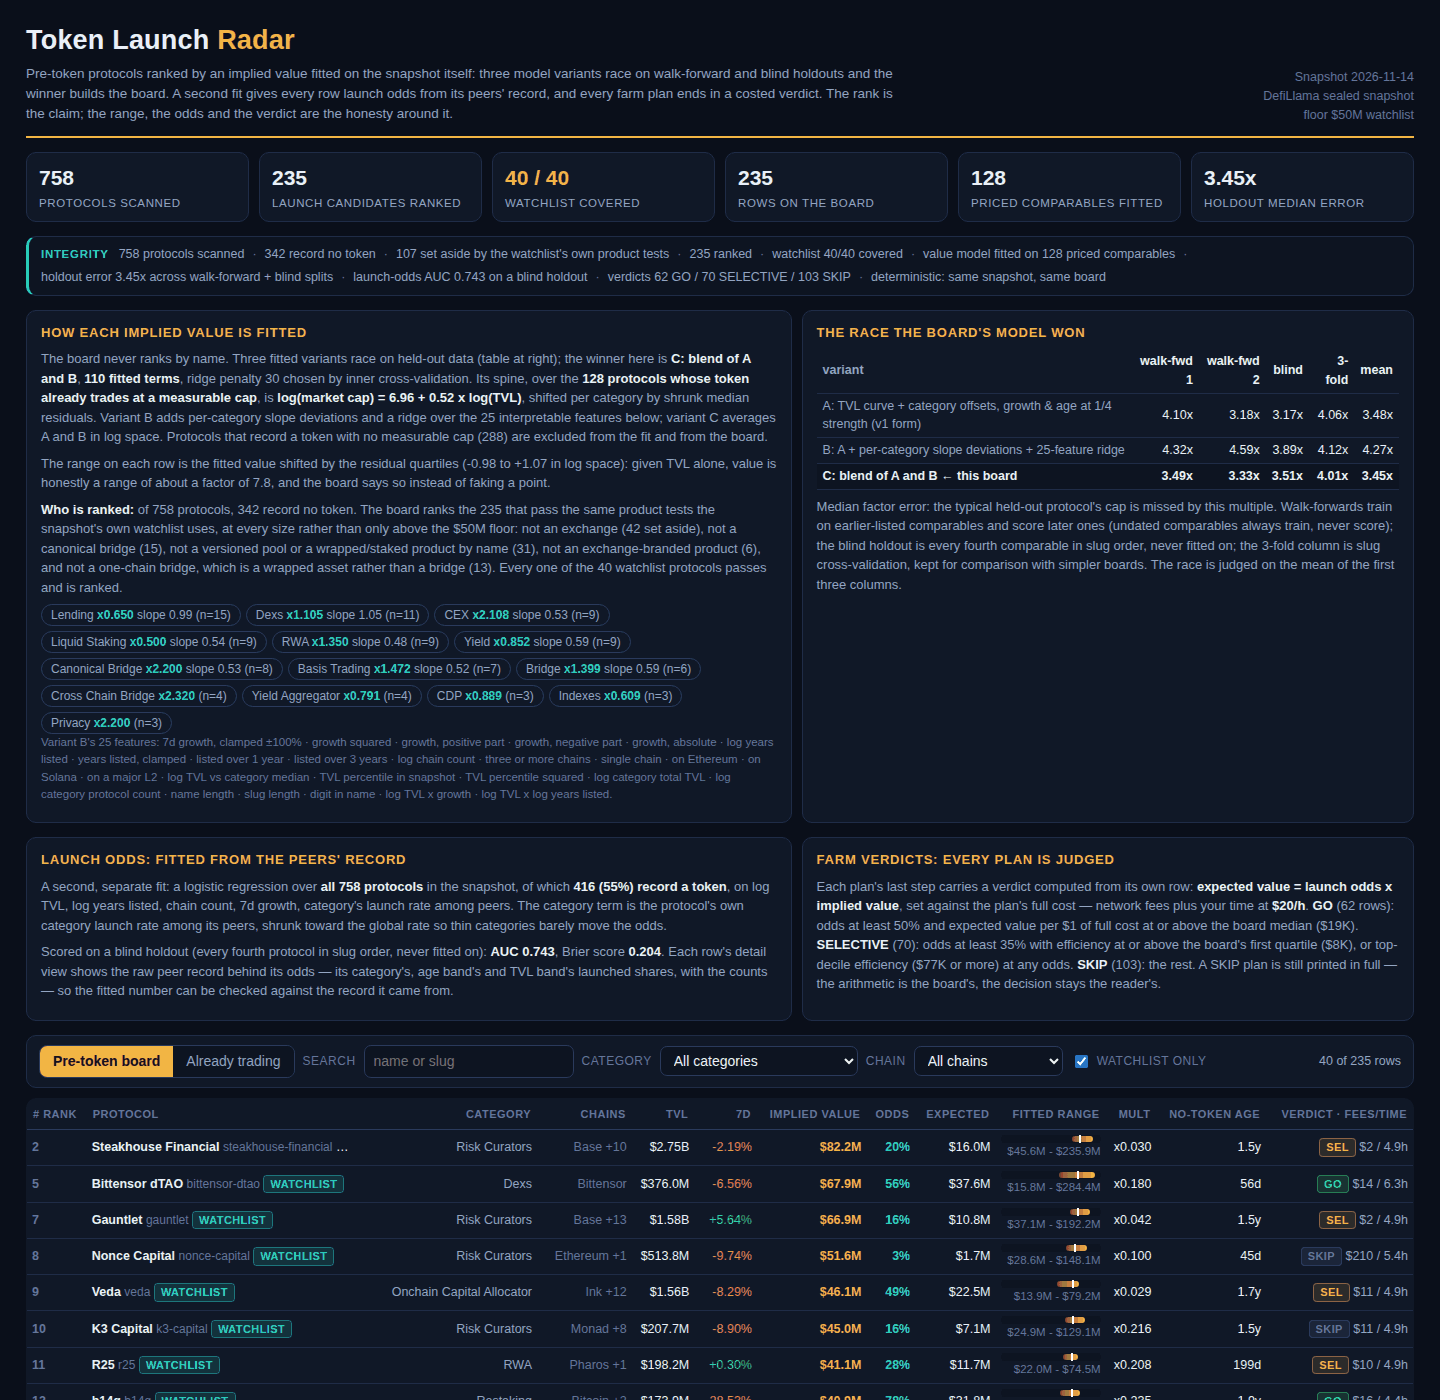 Token Launch Radar
Pre-token protocols ranked by an implied value fitted on the snapshot itself: three model variants race on walk-forward and blind holdouts and the
winner builds the board. A second fit gives every row launch odds from its peers' record, and every farm plan ends in a costed verdict. The rank is
the claim; the range, the odds and the verdict are the honesty around it.
Snapshot 2026-11-14
DefiLlama sealed snapshot
floor $50M watchlist
758
PROTOCOLS SCANNED
235
LAUNCH CANDIDATES RANKED
40 / 40
WATCHLIST COVERED
235
ROWS ON THE BOARD
128
PRICED COMPARABLES FITTED
3.45x
HOLDOUT MEDIAN ERROR
INTEGRITY 758 protocols scanned · 342 record no token · 107 set aside by the watchlist's own product tests · 235 ranked · watchlist 40/40 covered · value model fitted on 128 priced comparables ·
holdout error 3.45x across walk-forward + blind splits · launch-odds AUC 0.743 on a blind holdout · verdicts 62 GO / 70 SELECTIVE / 103 SKIP · deterministic: same snapshot, same board
HOW EACH IMPLIED VALUE IS FITTED
The board never ranks by name. Three fitted variants race on held-out data (table at right); the winner here is C: blend of A
and B, 110 fitted terms, ridge penalty 30 chosen by inner cross-validation. Its spine, over the 128 protocols whose token
already trades at a measurable cap, is log(market cap) = 6.96 + 0.52 x log(TVL), shifted per category by shrunk median
residuals. Variant B adds per-category slope deviations and a ridge over the 25 interpretable features below; variant C averages
A and B in log space. Protocols that record a token with no measurable cap (288) are excluded from the fit and from the board.
The range on each row is the fitted value shifted by the residual quartiles (-0.98 to +1.07 in log space): given TVL alone, value is
honestly a range of about a factor of 7.8, and the board says so instead of faking a point.
Who is ranked: of 758 protocols, 342 record no token. The board ranks the 235 that pass the same product tests the
snapshot's own watchlist uses, at every size rather than only above the $50M floor: not an exchange (42 set aside), not a
canonical bridge (15), not a versioned pool or a wrapped/staked product by name (31), not an exchange-branded product (6),
and not a one-chain bridge, which is a wrapped asset rather than a bridge (13). Every one of the 40 watchlist protocols passes
and is ranked.
Lending x0.650 slope 0.99 (n=15) Dexs x1.105 slope 1.05 (n=11) CEX x2.108 slope 0.53 (n=9)
Liquid Staking x0.500 slope 0.54 (n=9) RWA x1.350 slope 0.48 (n=9) Yield x0.852 slope 0.59 (n=9)
Canonical Bridge x2.200 slope 0.53 (n=8) Basis Trading x1.472 slope 0.52 (n=7) Bridge x1.399 slope 0.59 (n=6)
Cross Chain Bridge x2.320 (n=4) Yield Aggregator x0.791 (n=4) CDP x0.889 (n=3) Indexes x0.609 (n=3)
Privacy x2.200 (n=3)
Variant B's 25 features: 7d growth, clamped ±100% · growth squared · growth, positive part · growth, negative part · growth, absolute · log years
listed · years listed, clamped · listed over 1 year · listed over 3 years · log chain count · three or more chains · single chain · on Ethereum · on
Solana · on a major L2 · log TVL vs category median · TVL percentile in snapshot · TVL percentile squared · log category total TVL · log
category protocol count · name length · slug length · digit in name · log TVL x growth · log TVL x log years listed.
THE RACE THE BOARD'S MODEL WON
variant walk-fwd 1 walk-fwd 2 blind 3-fold mean
A: TVL curve + category offsets, growth & age at 1/4
strength (v1 form) 4.10x 3.18x 3.17x 4.06x 3.48x
B: A + per-category slope deviations + 25-feature ridge 4.32x 4.59x 3.89x 4.12x 4.27x
C: blend of A and B ← this board 3.49x 3.33x 3.51x 4.01x 3.45x
Median factor error: the typical held-out protocol's cap is missed by this multiple. Walk-forwards train
on earlier-listed comparables and score later ones (undated comparables always train, never score);
the blind holdout is every fourth comparable in slug order, never fitted on; the 3-fold column is slug
cross-validation, kept for comparison with simpler boards. The race is judged on the mean of the first
three columns.
LAUNCH ODDS: FITTED FROM THE PEERS' RECORD
A second, separate fit: a logistic regression over all 758 protocols in the snapshot, of which 416 (55%) record a token, on log
TVL, log years listed, chain count, 7d growth, category's launch rate among peers. The category term is the protocol's own
category launch rate among its peers, shrunk toward the global rate so thin categories barely move the odds.
Scored on a blind holdout (every fourth protocol in slug order, never fitted on): AUC 0.743, Brier score 0.204. Each row's detail
view shows the raw peer record behind its odds — its category's, age band's and TVL band's launched shares, with the counts
— so the fitted number can be checked against the record it came from.
FARM VERDICTS: EVERY PLAN IS JUDGED
Each plan's last step carries a verdict computed from its own row: expected value = launch odds x
implied value, set against the plan's full cost — network fees plus your time at $20/h. GO (62 rows):
odds at least 50% and expected value per $1 of full cost at or above the board median ($19K).
SELECTIVE (70): odds at least 35% with efficiency at or above the board's first quartile ($8K), or top-
decile efficiency ($77K or more) at any odds. SKIP (103): the rest. A SKIP plan is still printed in full —
the arithmetic is the board's, the decision stays the reader's.
Pre-token board Already trading SEARCH name or slug CATEGORY All categories CHAIN All chains WATCHLIST ONLY 40 of 235 rows
# RANK PROTOCOL CATEGORY CHAINS TVL 7D IMPLIED VALUE ODDS EXPECTED FITTED RANGE MULT NO-TOKEN AGE VERDICT · FEES/TIME
2 Steakhouse Financial steakhouse-financial … Risk Curators Base +10 $2.75B -2.19% $82.2M 20% $16.0M $45.6M - $235.9M x0.030 1.5y SEL $2 / 4.9h
5 Bittensor dTAO bittensor-dtao WATCHLIST Dexs Bittensor $376.0M -6.56% $67.9M 56% $37.6M $15.8M - $284.4M x0.180 56d GO $14 / 6.3h
7 Gauntlet gauntlet WATCHLIST Risk Curators Base +13 $1.58B +5.64% $66.9M 16% $10.8M $37.1M - $192.2M x0.042 1.5y SEL $2 / 4.9h
8 Nonce Capital nonce-capital WATCHLIST Risk Curators Ethereum +1 $513.8M -9.74% $51.6M 3% $1.7M $28.6M - $148.1M x0.100 45d SKIP $210 / 5.4h
9 Veda veda WATCHLIST Onchain Capital Allocator Ink +12 $1.56B -8.29% $46.1M 49% $22.5M $13.9M - $79.2M x0.029 1.7y SEL $11 / 4.9h
10 K3 Capital k3-capital WATCHLIST Risk Curators Monad +8 $207.7M -8.90% $45.0M 16% $7.1M $24.9M - $129.1M x0.216 1.5y SKIP $11 / 4.9h
11 R25 r25 WATCHLIST RWA Pharos +1 $198.2M +0.30% $41.1M 28% $11.7M $22.0M - $74.5M x0.208 199d SEL $10 / 4.9h